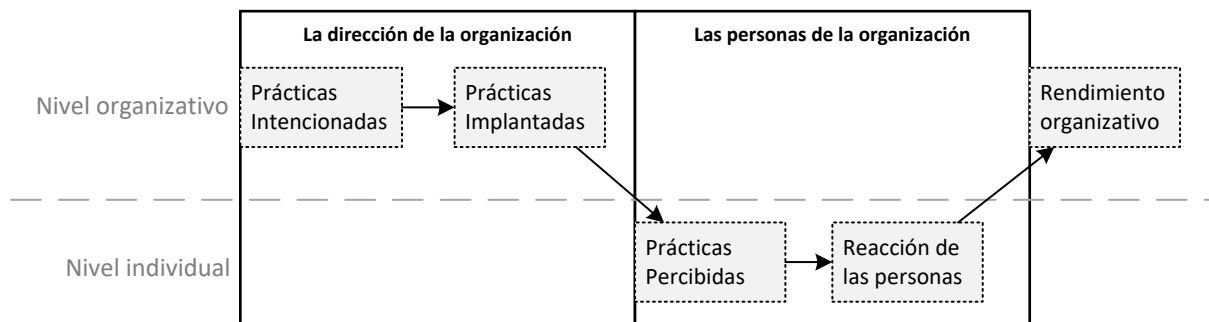 La dirección de la organización
Las personas de la organización
Nivel organizativo
Prácticas
Intencionadas
Prácticas
Implantadas
Rendimiento
organizativo
Nivel individual
Prácticas
Percibidas
Reacción de
las personas